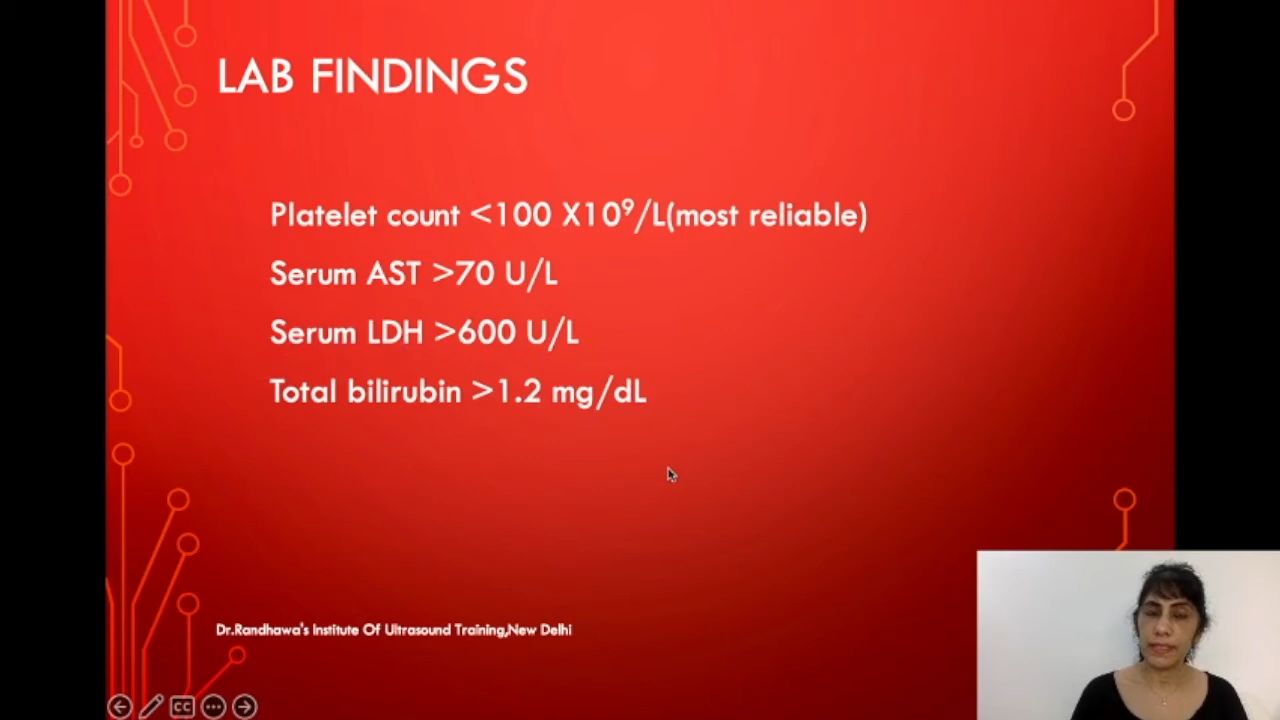 LAB FINDINGS
Platelet count <100 X10⁹/L(most reliable)
Serum AST >70 U/L
Serum LDH >600 U/L
Total bilirubin >1.2 mg/dL
Dr.Randhawa's Institute Of Ultrasound Training,New Delhi
CC